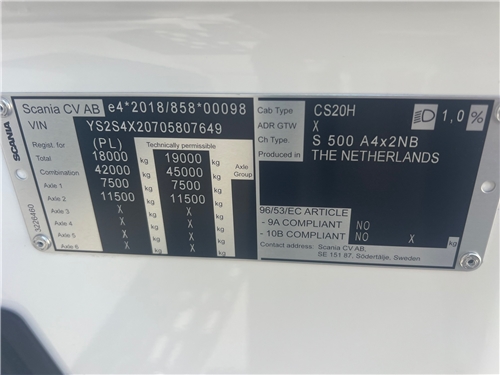 Scania CV AB e4*2018/858*00098
VIN YS2S4X20705807649
Regist. for (PL) Technically permissible
Total 18000 kg 19000 kg
Combination 42000 kg 45000 kg Axle Group
Axle 1 7500 kg 7500 kg
Axle 2 11500 kg 11500 kg
Axle 3 X kg X kg
Axle 4 X kg X kg
Axle 5 X kg X kg
Axle 6 X kg X kg
SCANIA
3226460
Cab Type CS20H 1,0%
ADR GTW X
Ch Type S 500 A4x2NB
Produced in THE NETHERLANDS
96/53/EC ARTICLE
- 9A COMPLIANT NO
- 10B COMPLIANT NO X kg
Contact address: Scania CV AB,
SE 151 87, Södertälje, Sweden